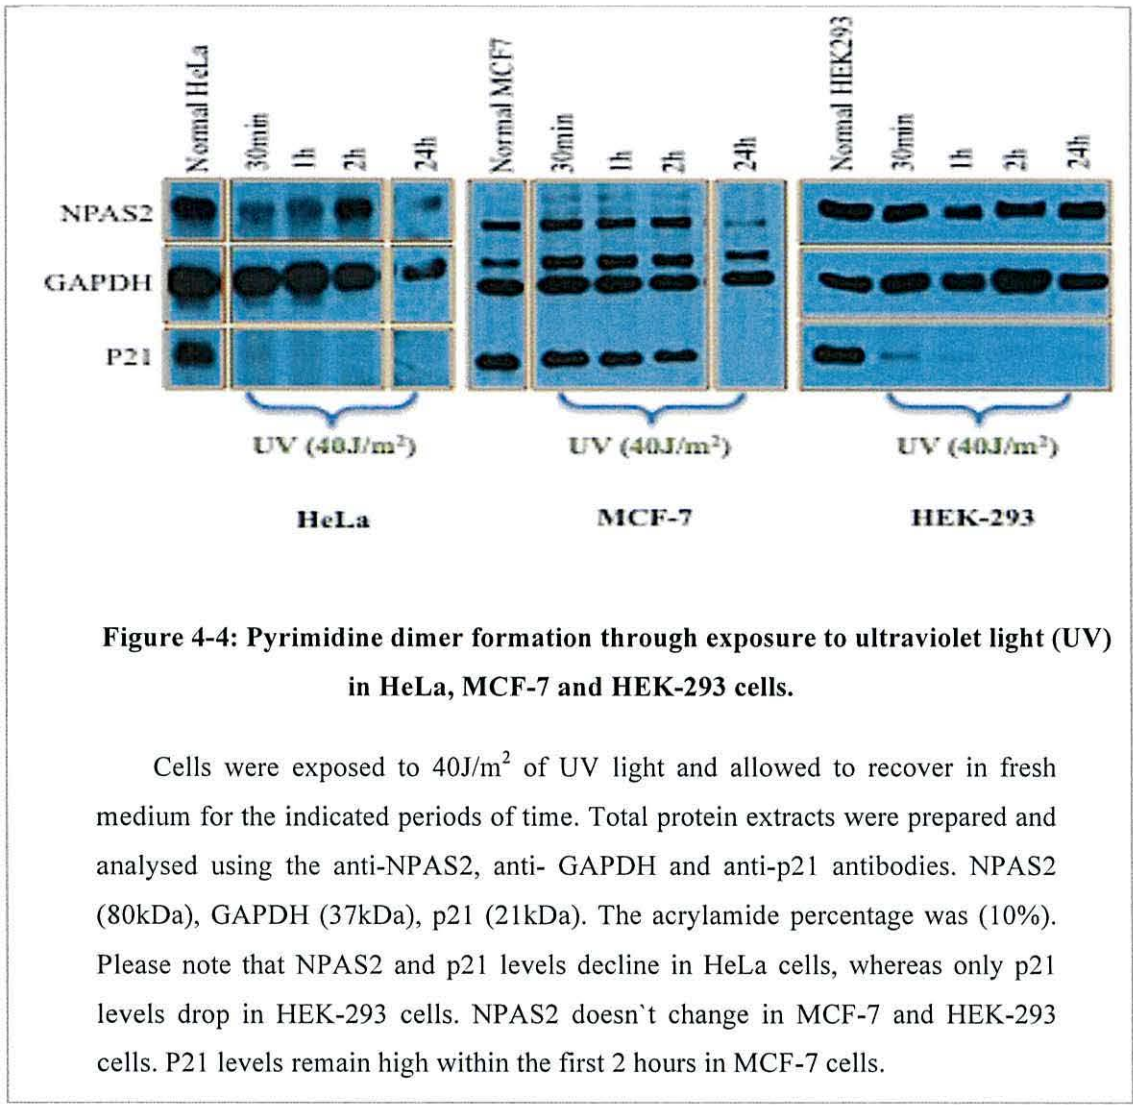 Normal HeLa
30min
1h
2h
24h
Normal MCF7
30min
1h
2h
24h
Normal HEK293
30min
1h
2h
24h
NPAS2
GAPDH
P21
UV (40J/m²)
UV (40J/m²)
UV (40J/m²)
HeLa
MCF-7
HEK-293
Figure 4-4: Pyrimidine dimer formation through exposure to ultraviolet light (UV)
in HeLa, MCF-7 and HEK-293 cells.
Cells were exposed to 40J/m² of UV light and allowed to recover in fresh
medium for the indicated periods of time. Total protein extracts were prepared and
analysed using the anti-NPAS2, anti- GAPDH and anti-p21 antibodies. NPAS2
(80kDa), GAPDH (37kDa), p21 (21kDa). The acrylamide percentage was (10%).
Please note that NPAS2 and p21 levels decline in HeLa cells, whereas only p21
levels drop in HEK-293 cells. NPAS2 doesn`t change in MCF-7 and HEK-293
cells. P21 levels remain high within the first 2 hours in MCF-7 cells.